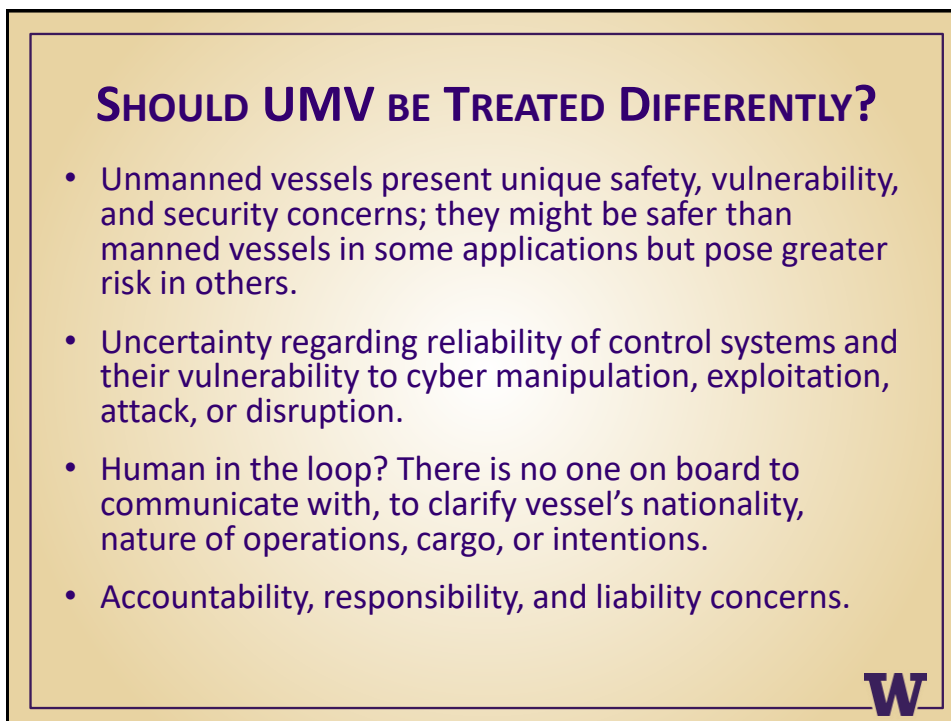 SHOULD UMV BE TREATED DIFFERENTLY?
• Unmanned vessels present unique safety, vulnerability,
and security concerns; they might be safer than
manned vessels in some applications but pose greater
risk in others.
• Uncertainty regarding reliability of control systems and
their vulnerability to cyber manipulation, exploitation,
attack, or disruption.
• Human in the loop? There is no one on board to
communicate with, to clarify vessel’s nationality,
nature of operations, cargo, or intentions.
• Accountability, responsibility, and liability concerns.
W